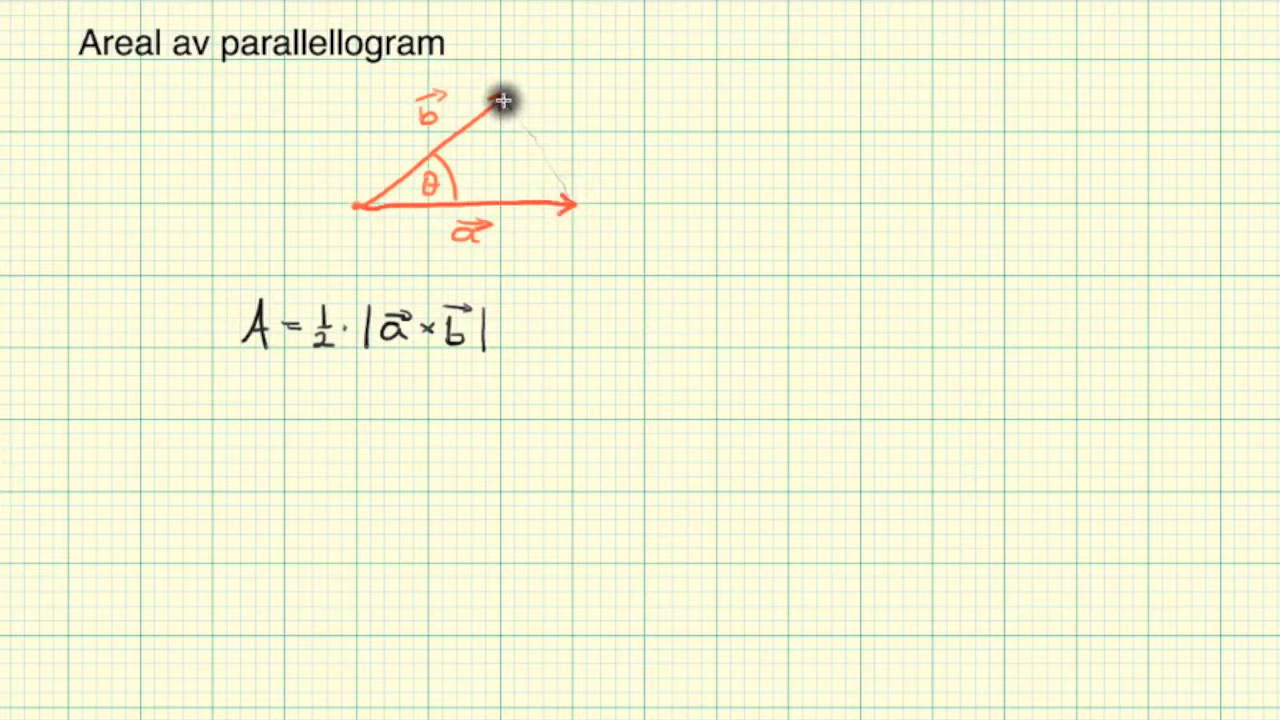 Areal av parallellogram
b⃗
θ
a⃗
A = ½ · |a⃗ × b⃗|